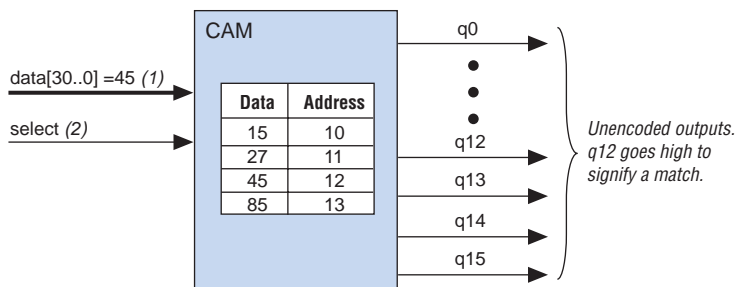 CAM
q0
data[30..0] =45 (1)
select (2)
Data Address
15 10
27 11
45 12
85 13
q12
q13
q14
q15
Unencoded outputs.
q12 goes high to
signify a match.